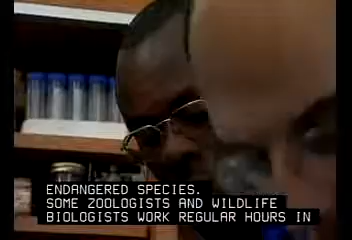 ENDANGERED SPECIES.
SOME ZOOLOGISTS AND WILDLIFE
BIOLOGISTS WORK REGULAR HOURS IN